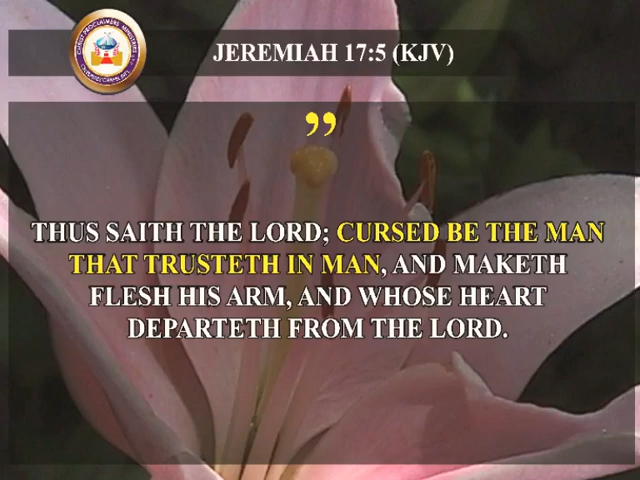 JEREMIAH 17:5 (KJV)
”
THUS SAITH THE LORD; CURSED BE THE MAN
THAT TRUSTETH IN MAN, AND MAKETH
FLESH HIS ARM, AND WHOSE HEART
DEPARTETH FROM THE LORD.